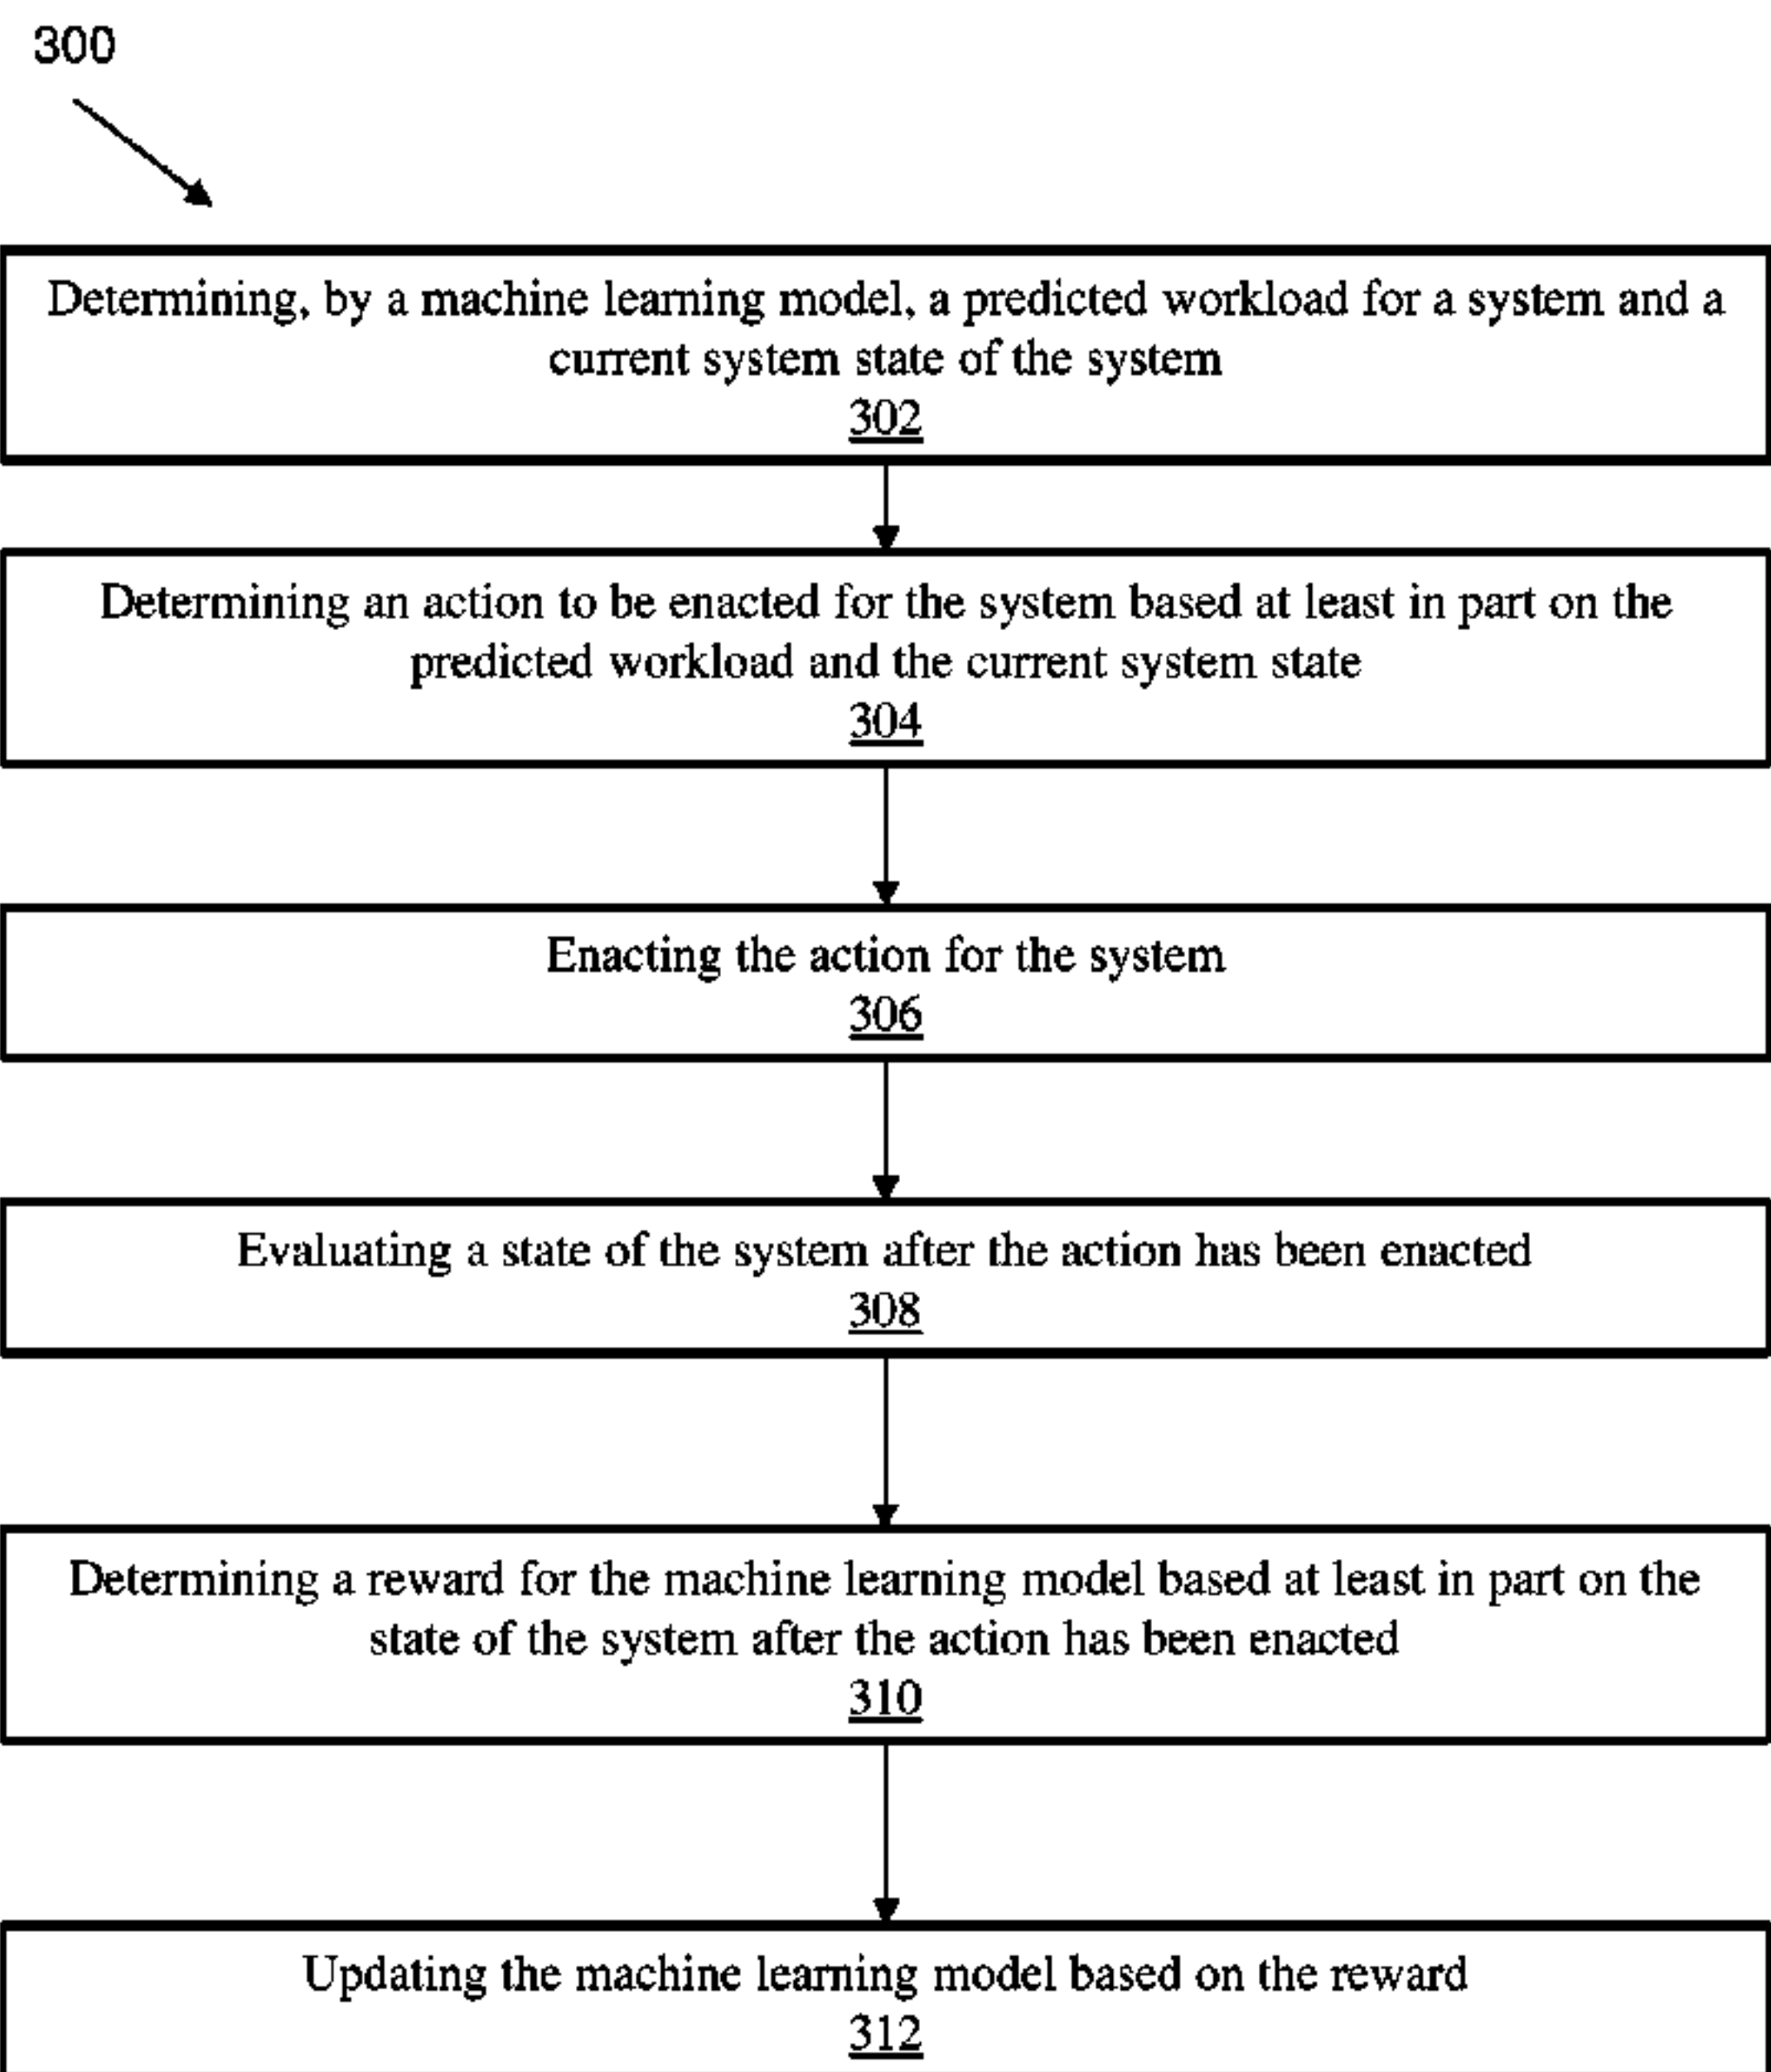 300
Determining, by a machine learning model, a predicted workload for a system and a
current system state of the system
302
Determining an action to be enacted for the system based at least in part on the
predicted workload and the current system state
304
Enacting the action for the system
306
Evaluating a state of the system after the action has been enacted
308
Determining a reward for the machine learning model based at least in part on the
state of the system after the action has been enacted
310
Updating the machine learning model based on the reward
312